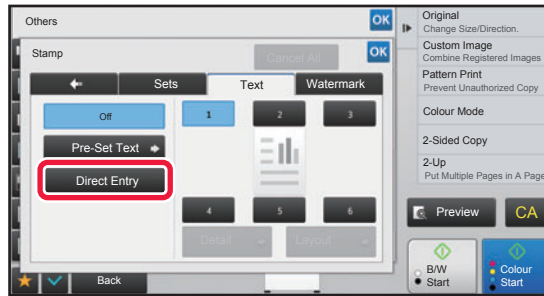 Others
OK
Stamp
Cancel All
OK
Sets
Text
Watermark
Off
Pre-Set Text
Direct Entry
1
2
3
4
5
6
Detail
Layout
Back
Original
Change Size/Direction.
Custom Image
Combine Registered Images
Pattern Print
Prevent Unauthorized Copy
Colour Mode
2-Sided Copy
2-Up
Put Multiple Pages in A Page
Preview
CA
B/W
Start
Colour
Start